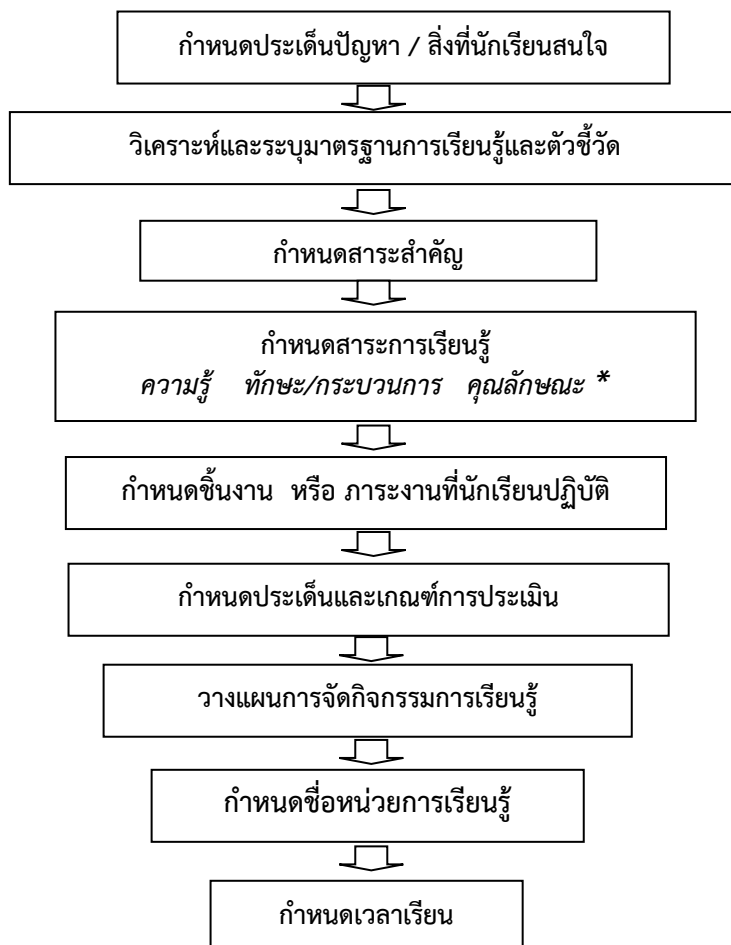 กำหนดประเด็นปัญหา / สิ่งที่นักเรียนสนใจ
วิเคราะห์และระบุมาตรฐานการเรียนรู้และตัวชี้วัด
กำหนดสาระสำคัญ
กำหนดสาระการเรียนรู้
ความรู้ ทักษะ/กระบวนการ คุณลักษณะ *
กำหนดชิ้นงาน หรือ ภาระงานที่นักเรียนปฏิบัติ
กำหนดประเด็นและเกณฑ์การประเมิน
วางแผนการจัดกิจกรรมการเรียนรู้
กำหนดชื่อหน่วยการเรียนรู้
กำหนดเวลาเรียน